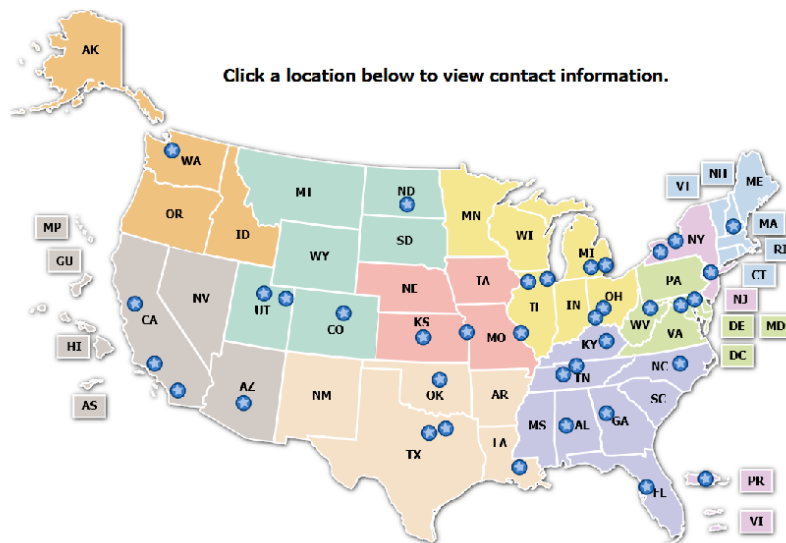 AK
Click a location below to view contact information.
WA
MT
ND
MN
VT
NH
ME
OR
ID
WI
MI
NY
MA
MP
SD
RI
WY
CT
GU
NE
IA
PA
NJ
NV
IL
IN
OH
DE
MD
CA
UT
CO
KS
MO
WV
VA
DC
HI
KY
AS
AZ
NM
OK
AR
TN
NC
SC
TX
LA
MS
AL
GA
FL
PR
VI